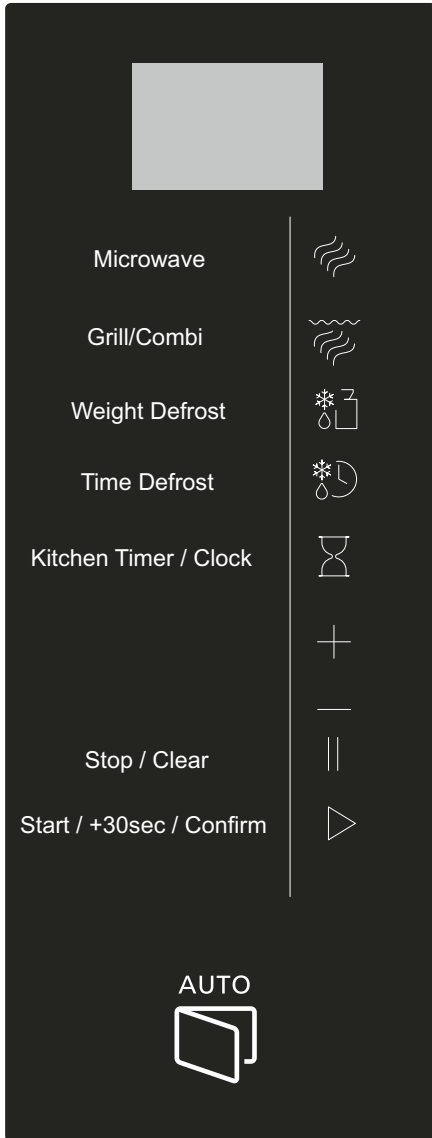 Microwave
Grill/Combi
Weight Defrost
Time Defrost
Kitchen Timer / Clock
Stop / Clear
Start / +30sec / Confirm
AUTO